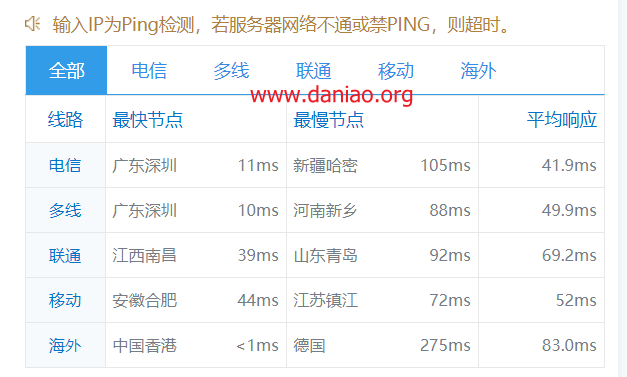 输入IP为Ping检测，若服务器网络不通或禁PING，则超时。
全部 电信 多线 联通 移动 海外
www.daniao.org
线路 最快节点 最慢节点 平均响应
电信 广东深圳 11ms 新疆哈密 105ms 41.9ms
多线 广东深圳 10ms 河南新乡 88ms 49.9ms
联通 江西南昌 39ms 山东青岛 92ms 69.2ms
移动 安徽合肥 44ms 江苏镇江 72ms 52ms
海外 中国香港 <1ms 德国 275ms 83.0ms